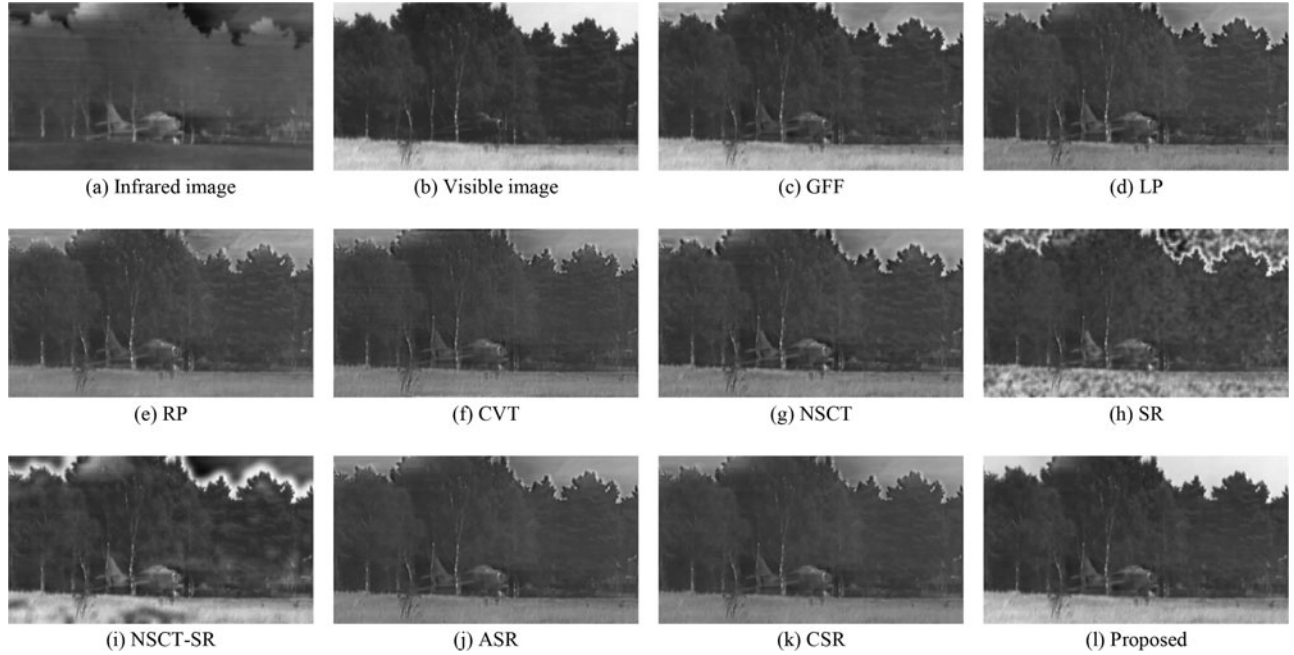 (a) Infrared image
(b) Visible image
(c) GFF
(d) LP
(e) RP
(f) CVT
(g) NSCT
(h) SR
(i) NSCT-SR
(j) ASR
(k) CSR
(l) Proposed